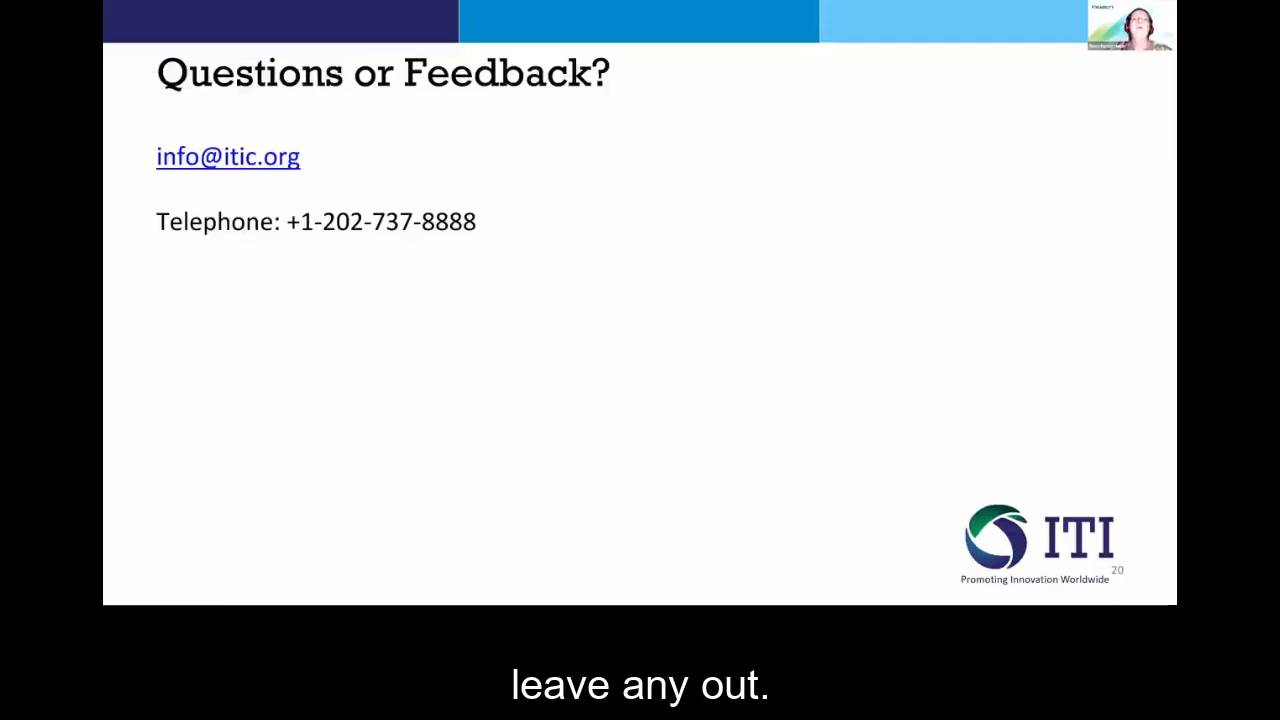 Questions or Feedback?
info@itic.org
Telephone: +1-202-737-8888
ITI
20
Promoting Innovation Worldwide
leave any out.